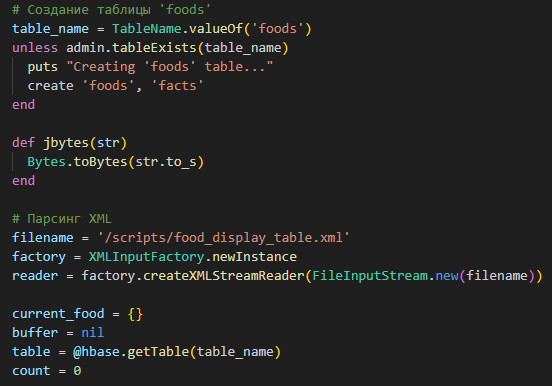 # Создание таблицы 'foods'
table_name = TableName.valueOf('foods')
unless admin.tableExists(table_name)
  puts "Creating 'foods' table..."
  create 'foods', 'facts'
end

def jbytes(str)
  Bytes.toBytes(str.to_s)
end

# Парсинг XML
filename = '/scripts/food_display_table.xml'
factory = XMLInputFactory.newInstance
reader = factory.createXMLStreamReader(FileInputStream.new(filename))

current_food = {}
buffer = nil
table = @hbase.getTable(table_name)
count = 0